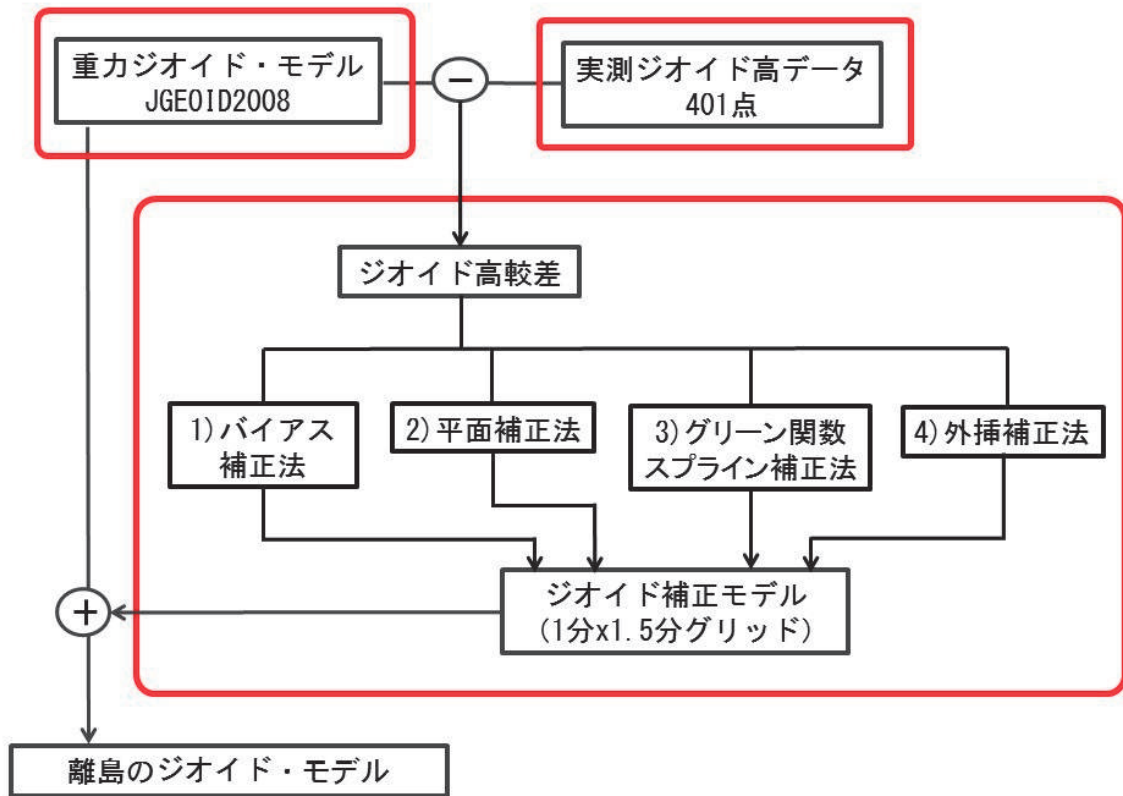 重力ジオイド・モデル
JGEOID2008
−
実測ジオイド高データ
401点
ジオイド高較差
1)バイアス
補正法
2)平面補正法
3)グリーン関数
スプライン補正法
4)外挿補正法
ジオイド補正モデル
(1分x1.5分グリッド)
+
離島のジオイド・モデル